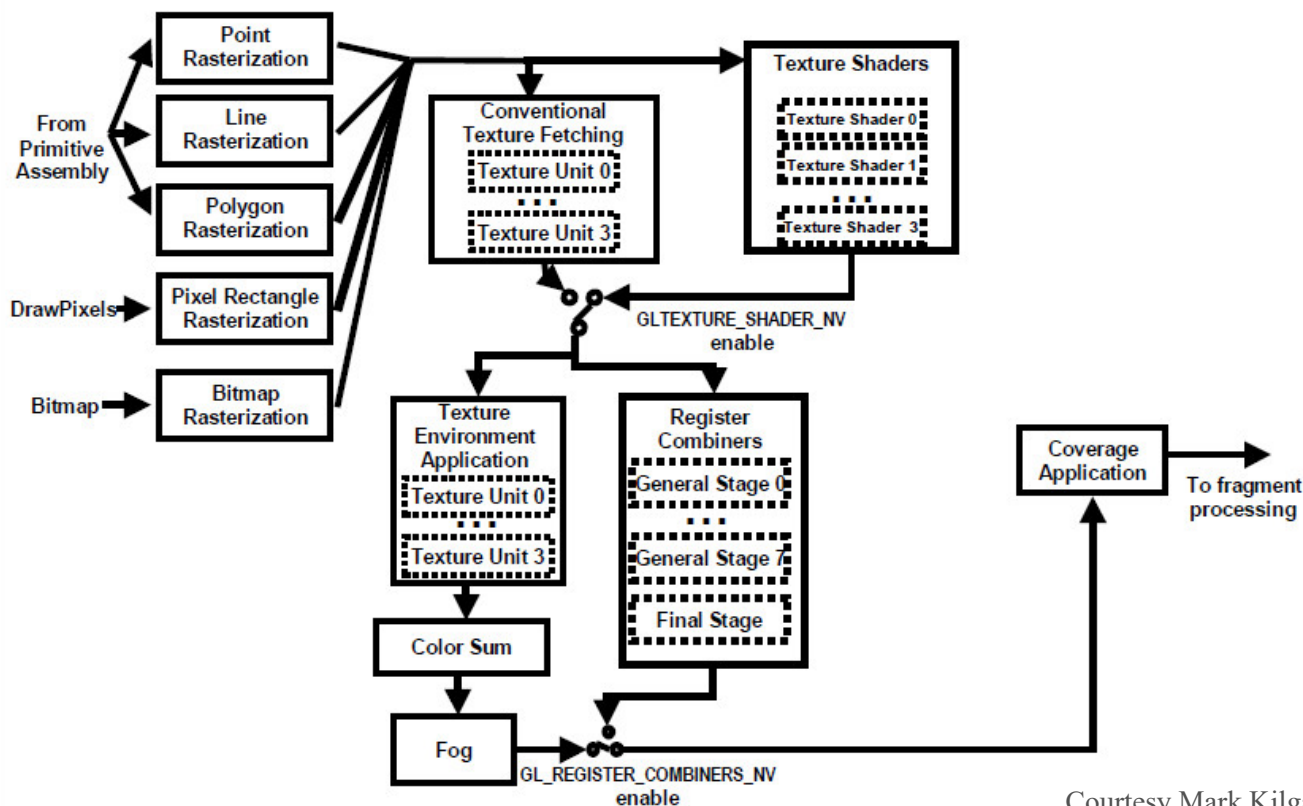 Point
Rasterization
From
Primitive
Assembly
Line
Rasterization
Polygon
Rasterization
DrawPixels
Pixel Rectangle
Rasterization
Bitmap
Bitmap
Rasterization
Conventional
Texture Fetching
Texture Unit 0
...
Texture Unit 3
Texture Shaders
Texture Shader 0
Texture Shader 1
...
Texture Shader 3
GLTEXTURE_SHADER_NV
enable
Texture
Environment
Application
Texture Unit 0
...
Texture Unit 3
Color Sum
Fog
Register
Combiners
General Stage 0
...
General Stage 7
Final Stage
GL_REGISTER_COMBINERS_NV
enable
Coverage
Application
To fragment
processing
Courtesy Mark Kilg